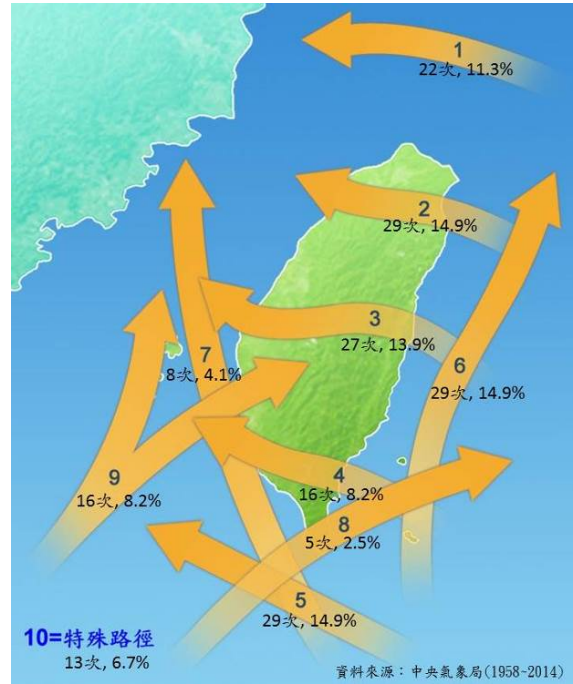 1
22次, 11.3%
2
29次, 14.9%
3
27次, 13.9%
7
8次, 4.1%
6
29次, 14.9%
9
16次, 8.2%
4
16次, 8.2%
8
5次, 2.5%
5
29次, 14.9%
10=特殊路徑
13次, 6.7%
資料來源：中央氣象局(1958~2014)